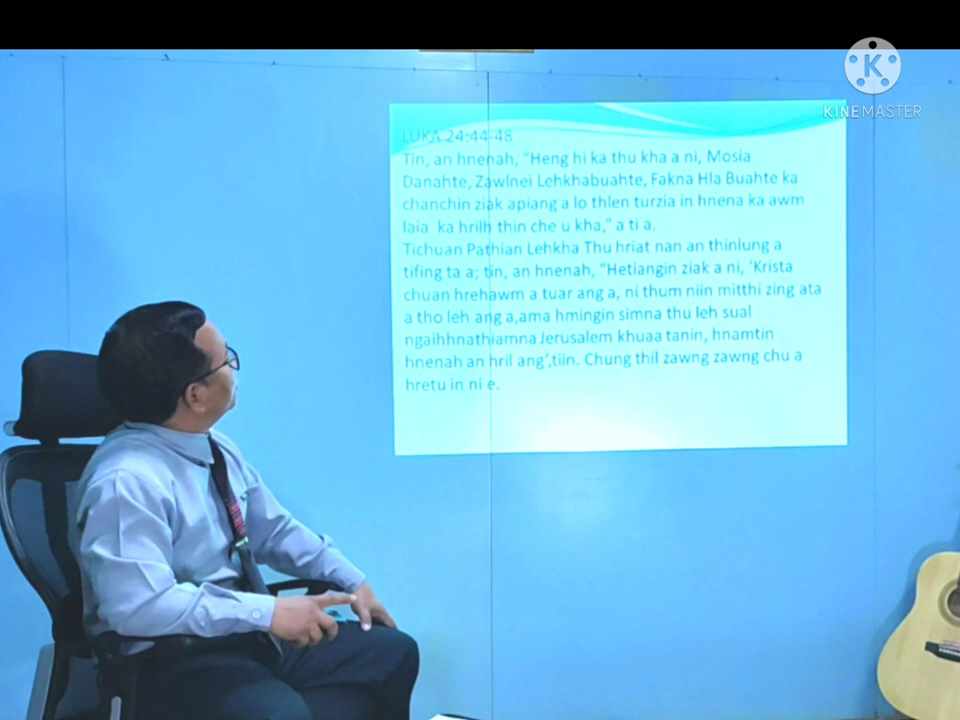 KINEMASTER
LUKA 24:44-48
Tin, an hnenah, “Heng hi ka thu kha a ni, Mosia
Danahte, Zawlnei Lehkhabuahte, Fakna Hla Buahte ka
chanchin ziak apiang a lo thlen turzia in hnena ka awm
laia ka hrilh thin che u kha,” a ti a.
Tichuan Pathian Lehkha Thu hriat nan an thinlung a
tifing ta a; tin, an hnenah, “Hetiangin ziak a ni, ‘Krista
chuan hrehawm a tuar ang a, ni thum niin mitthi zing ata
a tho leh ang a,ama hmingin simna thu leh sual
ngaihhnathiamna Jerusalem khuaa tanin, hnamtin
hnenah an hril ang’,tiin. Chung thil zawng zawng chu a
hretu in ni e.